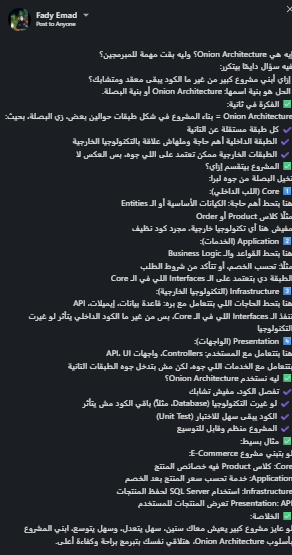 Fady Emad
Post to Anyone
إيه هي Onion Architecture؟ وليه بقت مهمة للمبرمجين؟
فيه سؤال دايمًا بيتكرر:
إزاي أبني مشروع كبير من غير ما الكود يبقى معقد ومتشابك؟
الحل هو بنية اسمها: Onion Architecture أو بنية البصلة.
✅ الفكرة في ثانية:
Onion Architecture = بناء المشروع في شكل طبقات حوالين بعض، زي البصلة، بحيث:
✔ كل طبقة مستقلة عن التانية
✔ الطبقة الداخلية أهم حاجة وملهاش علاقة بالتكنولوجيا الخارجية
✔ الطبقات الخارجية ممكن تعتمد على اللي جوه، بس العكس لا
✅ المشروع بيتقسم إزاي؟
تخيل البصلة من جوه لبرا:
1️⃣ Core (اللب الداخلي):
هنا بتحط أهم حاجة: الكيانات الأساسية أو الـ Entities
مثلًا كلاس Product أو Order
مفيش هنا أي تكنولوجيا خارجية، مجرد كود نظيف
2️⃣ Application (الخدمات):
هنا بتحط القواعد والـ Business Logic
مثلًا: تحسب الخصم، أو تتأكد من شروط الطلب
الطبقة دي بتعتمد على الـ Interfaces اللي في الـ Core
3️⃣ Infrastructure (التكنولوجيا الخارجية):
هنا بتحط الحاجات اللي بتتعامل مع بره: قاعدة بيانات، إيميلات، API
تنفذ الـ Interfaces اللي في الـ Core، بس من غير ما الكود الداخلي يتأثر لو غيرت
التكنولوجيا
4️⃣ Presentation (الواجهات):
هنا بتتعامل مع المستخدم: Controllers، واجهات API، UI
بتتعامل مع الخدمات اللي جوه، لكن مش بتدخل جوه الطبقات التانية
✅ ليه نستخدم Onion Architecture؟
✔ تفصل الكود، مفيش تشابك
✔ لو غيرت التكنولوجيا (Database، مثلًا) باقي الكود مش يتأثر
✔ الكود يبقى سهل للاختبار (Unit Test)
✔ المشروع منظم وقابل للتوسيع
✅ مثال بسيط:
لو بتبني مشروع E-Commerce:
Core: كلاس Product فيه خصائص المنتج
Application: خدمة تحسب سعر المنتج بعد الخصم
Infrastructure: استخدام SQL Server لحفظ المنتجات
Presentation: API تعرض المنتجات للمستخدم
✅ الخلاصة:
لو عايز مشروع كبير يعيش معاك سنين، سهل يتعدل، وسهل يتوسع، ابني المشروع
بأسلوب Onion Architecture، هتلاقي نفسك بتبرمج براحة وكفاءة أعلى.